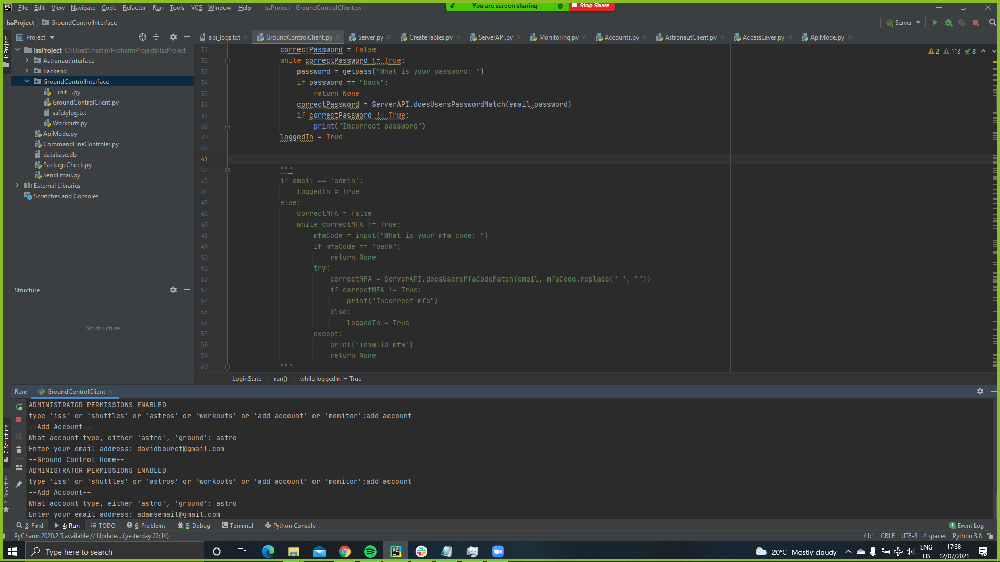 File Edit View Navigate Code Refactor Run Tools VCS Window Help IssProject - GroundControlClient.py
You are screen sharing Stop Share
IssProject GroundControlInterface
Server
1: Project
Project
api_logs.txt GroundControlClient.py Server.py CreateTables.py ServerAPI.py Monitoring.py Accounts.py AstronautClient.py AccessLayer.py ApiMode.py
IssProject C:\Users\martin\PycharmProjects\IssProject
AstronautInterface
Backend
GroundControlInterface
__init__.py
GroundControlClient.py
safetylog.txt
Workouts.py
ApiMode.py
CommandLineControler.py
database.db
PackageCheck.py
SendEmail.py
External Libraries
Scratches and Consoles
Structure
No structure
2 113 8
31 correctPassword = False
32 while correctPassword != True:
33 password = getpass("What is your password: ")
34 if password == "back":
35 return None
36 correctPassword = ServerAPI.doesUsersPasswordMatch(email,password)
37 if correctPassword != True:
38 print("Incorrect password")
39 loggedIn = True
40
41
42 """
43 if email == 'admin':
44 loggedIn = True
45 else:
46 correctMFA = False
47 while correctMFA != True:
48 mfaCode = input("What is your mfa code: ")
49 if mfaCode == "back":
50 return None
51 try:
52 correctMFA = ServerAPI.doesUsersMfaCodeMatch(email, mfaCode.replace(" ", ""))
53 if correctMFA != True:
54 print("Incorrect mfa")
55 else:
56 loggedIn = True
57 except:
58 print('invalid mfa')
59 return None
60 """
LoginState run() while loggedIn != True
Run: GroundControlClient
ADMINISTRATOR PERMISSIONS ENABLED
type 'iss' or 'shuttles' or 'astros' or 'workouts' or 'add account' or 'monitor':add account
--Add Account--
What account type, either 'astro', 'ground': astro
Enter your email address: davidbouret@gmail.com
--Ground Control Home--
ADMINISTRATOR PERMISSIONS ENABLED
type 'iss' or 'shuttles' or 'astros' or 'workouts' or 'add account' or 'monitor':add account
--Add Account--
What account type, either 'astro', 'ground': astro
Enter your email address: adamsemail@gmail.com
7: Structure
2: Favorites
3: Find 4: Run TODO 6: Problems 5: Debug Terminal Python Console 1 Event Log
PyCharm 2020.2.5 available // Update... (yesterday 22:14) 41:1 CRLF UTF-8 4 spaces Python 3.8
Type here to search 20°C Mostly cloudy ENG US 17:38 12/07/2021